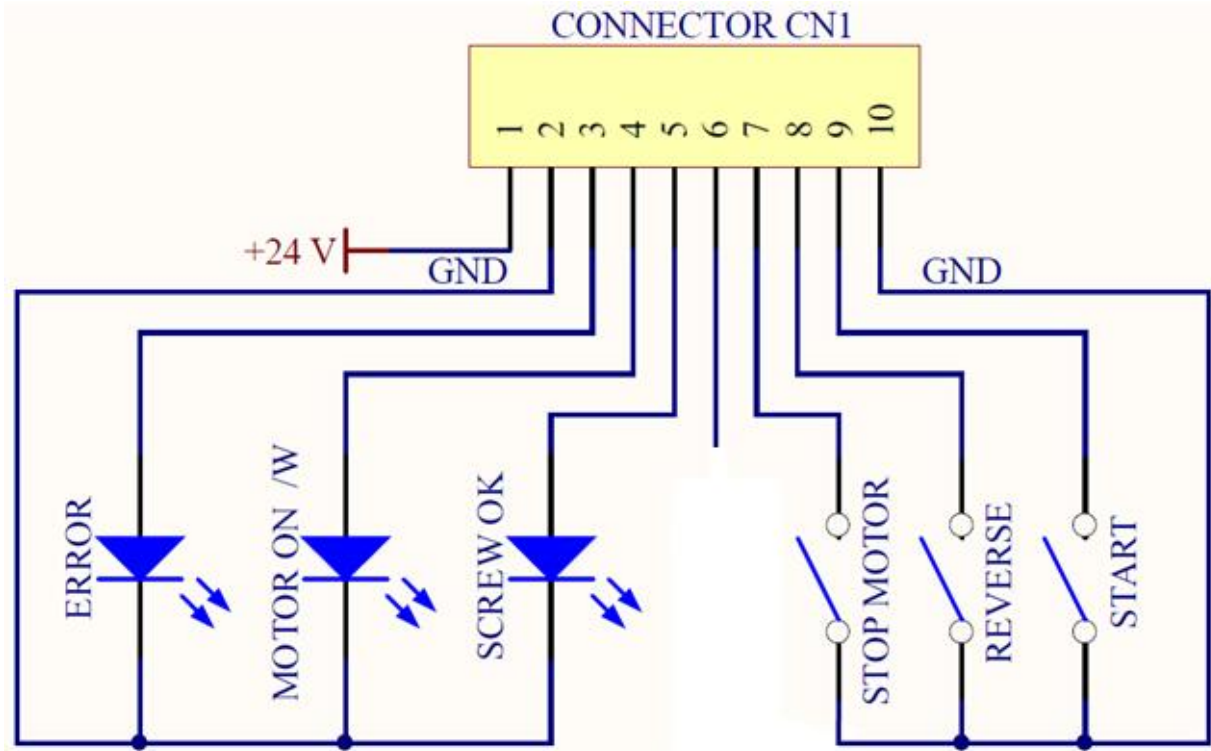 CONNECTOR CN1
1 2 3 4 5 6 7 8 9 10
+24 V
GND
GND
ERROR
MOTOR ON /W
SCREW OK
STOP MOTOR
REVERSE
START